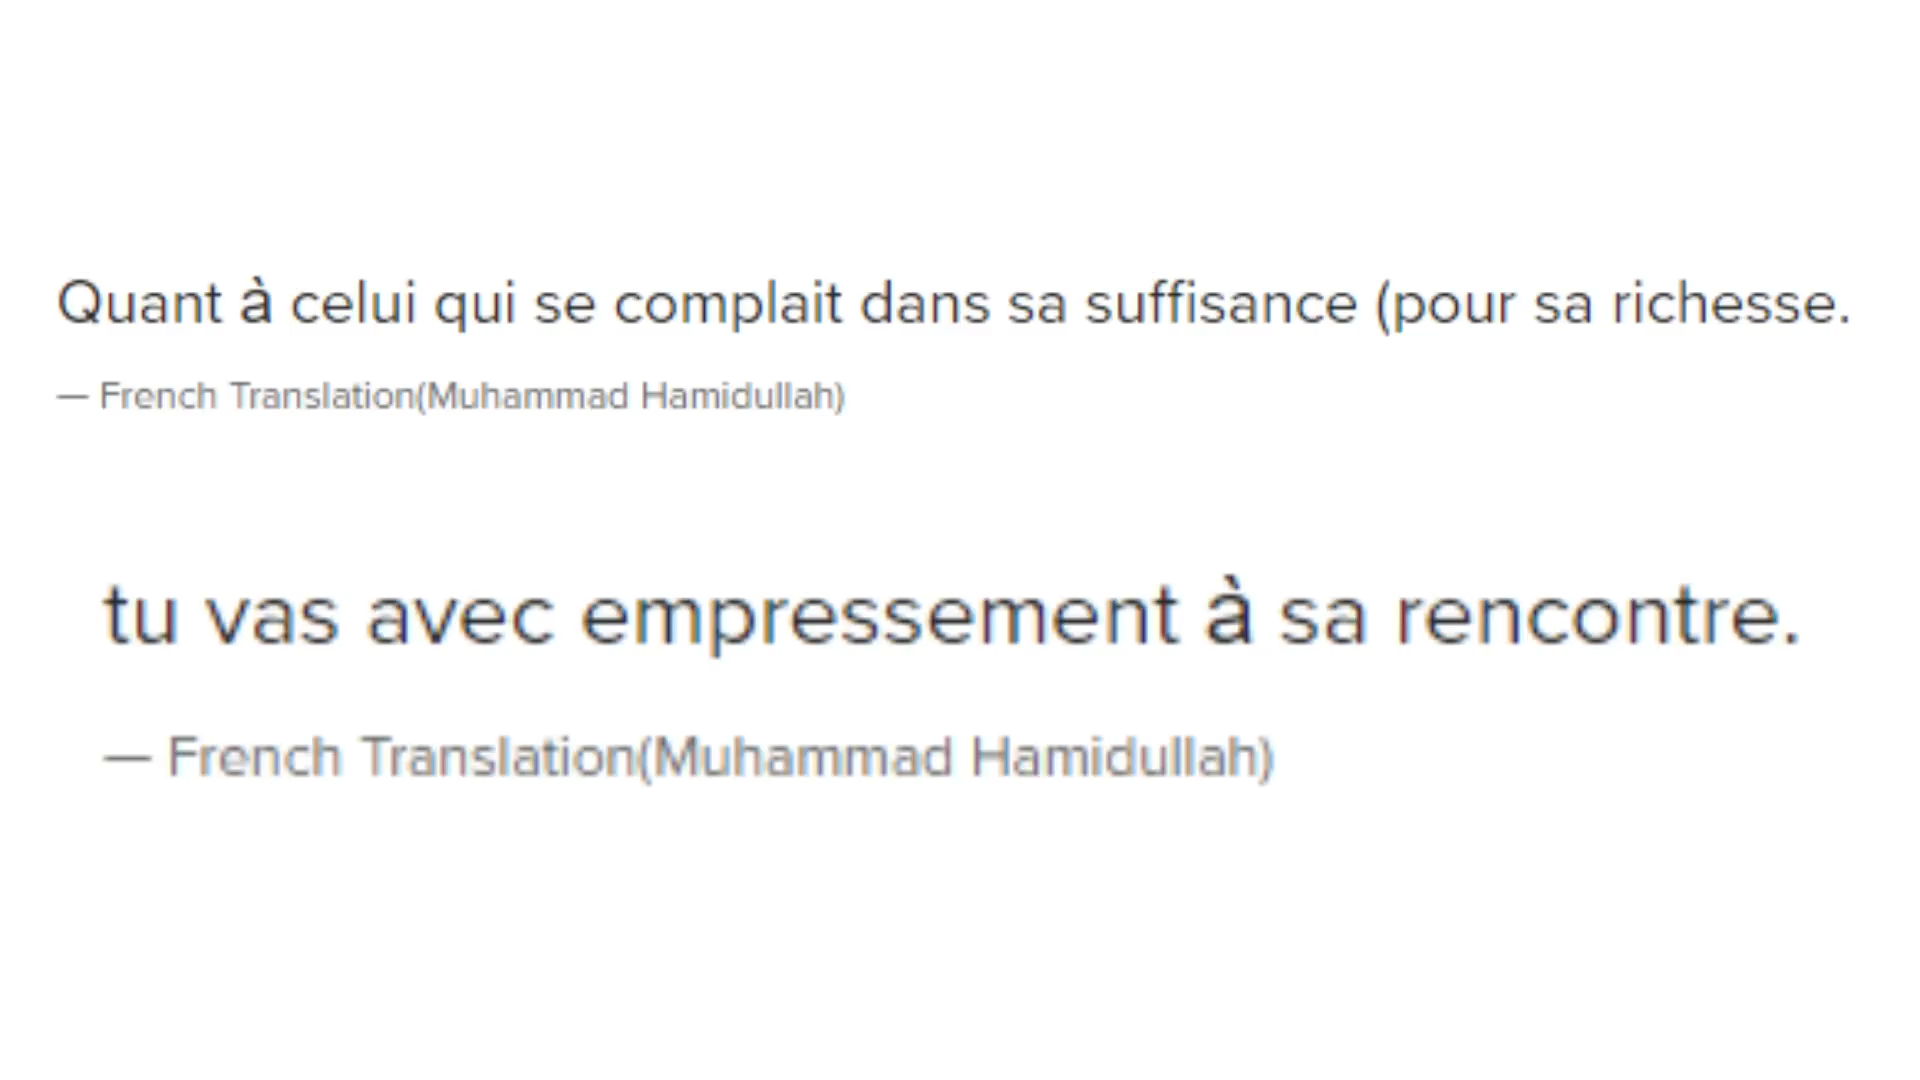 Quant à celui qui se complait dans sa suffisance (pour sa richesse.
— French Translation(Muhammad Hamidullah)
tu vas avec empressement à sa rencontre.
— French Translation(Muhammad Hamidullah)